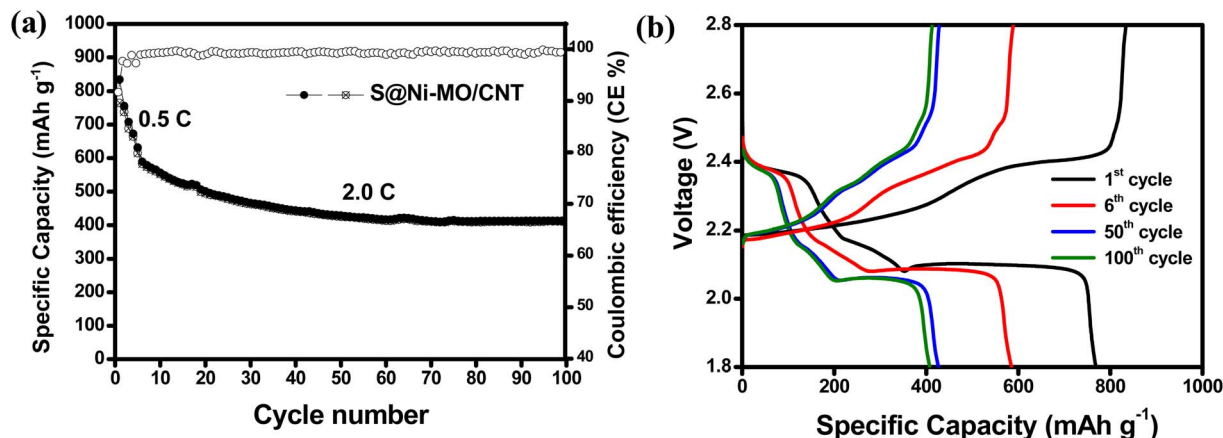 (a)
1000
900
800
700
600
500
400
300
200
100
0
Specific Capacity (mAh g⁻¹)
S@Ni-MO/CNT
0.5 C
2.0 C
100
90
80
70
60
50
40
Coulombic efficiency (CE %)
0 10 20 30 40 50 60 70 80 90 100
Cycle number
(b)
2.8
2.6
2.4
2.2
2.0
1.8
Voltage (V)
1ˢᵗ cycle
6ᵗʰ cycle
50ᵗʰ cycle
100ᵗʰ cycle
0 200 400 600 800 1000
Specific Capacity (mAh g⁻¹)